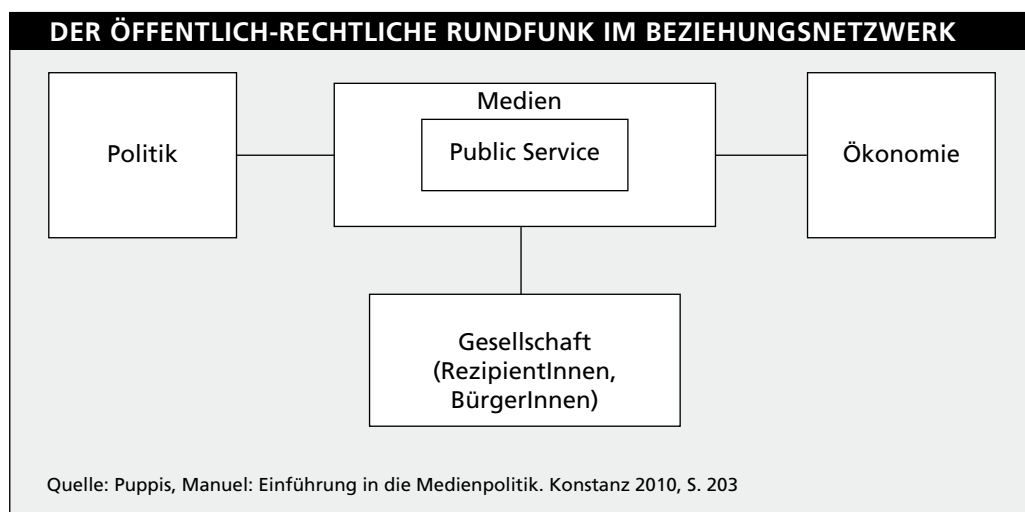 DER ÖFFENTLICH-RECHTLICHE RUNDFUNK IM BEZIEHUNGSNETZWERK
Medien
Politik
Public Service
Ökonomie
Gesellschaft
(RezipientInnen,
BürgerInnen)
Quelle: Puppis, Manuel: Einführung in die Medienpolitik. Konstanz 2010, S. 203